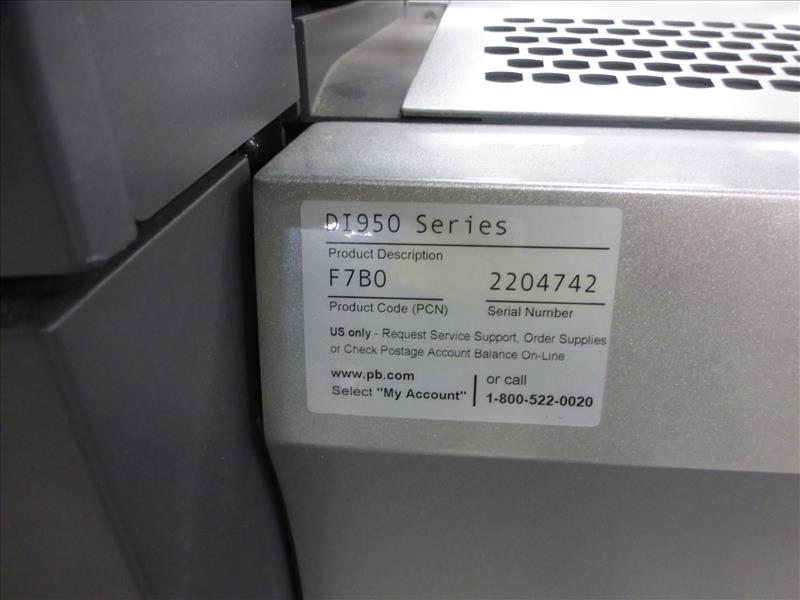 DI950 Series
Product Description
F7B0 2204742
Product Code (PCN) Serial Number
US only - Request Service Support, Order Supplies
or Check Postage Account Balance On-Line
www.pb.com or call
Select "My Account" 1-800-522-0020